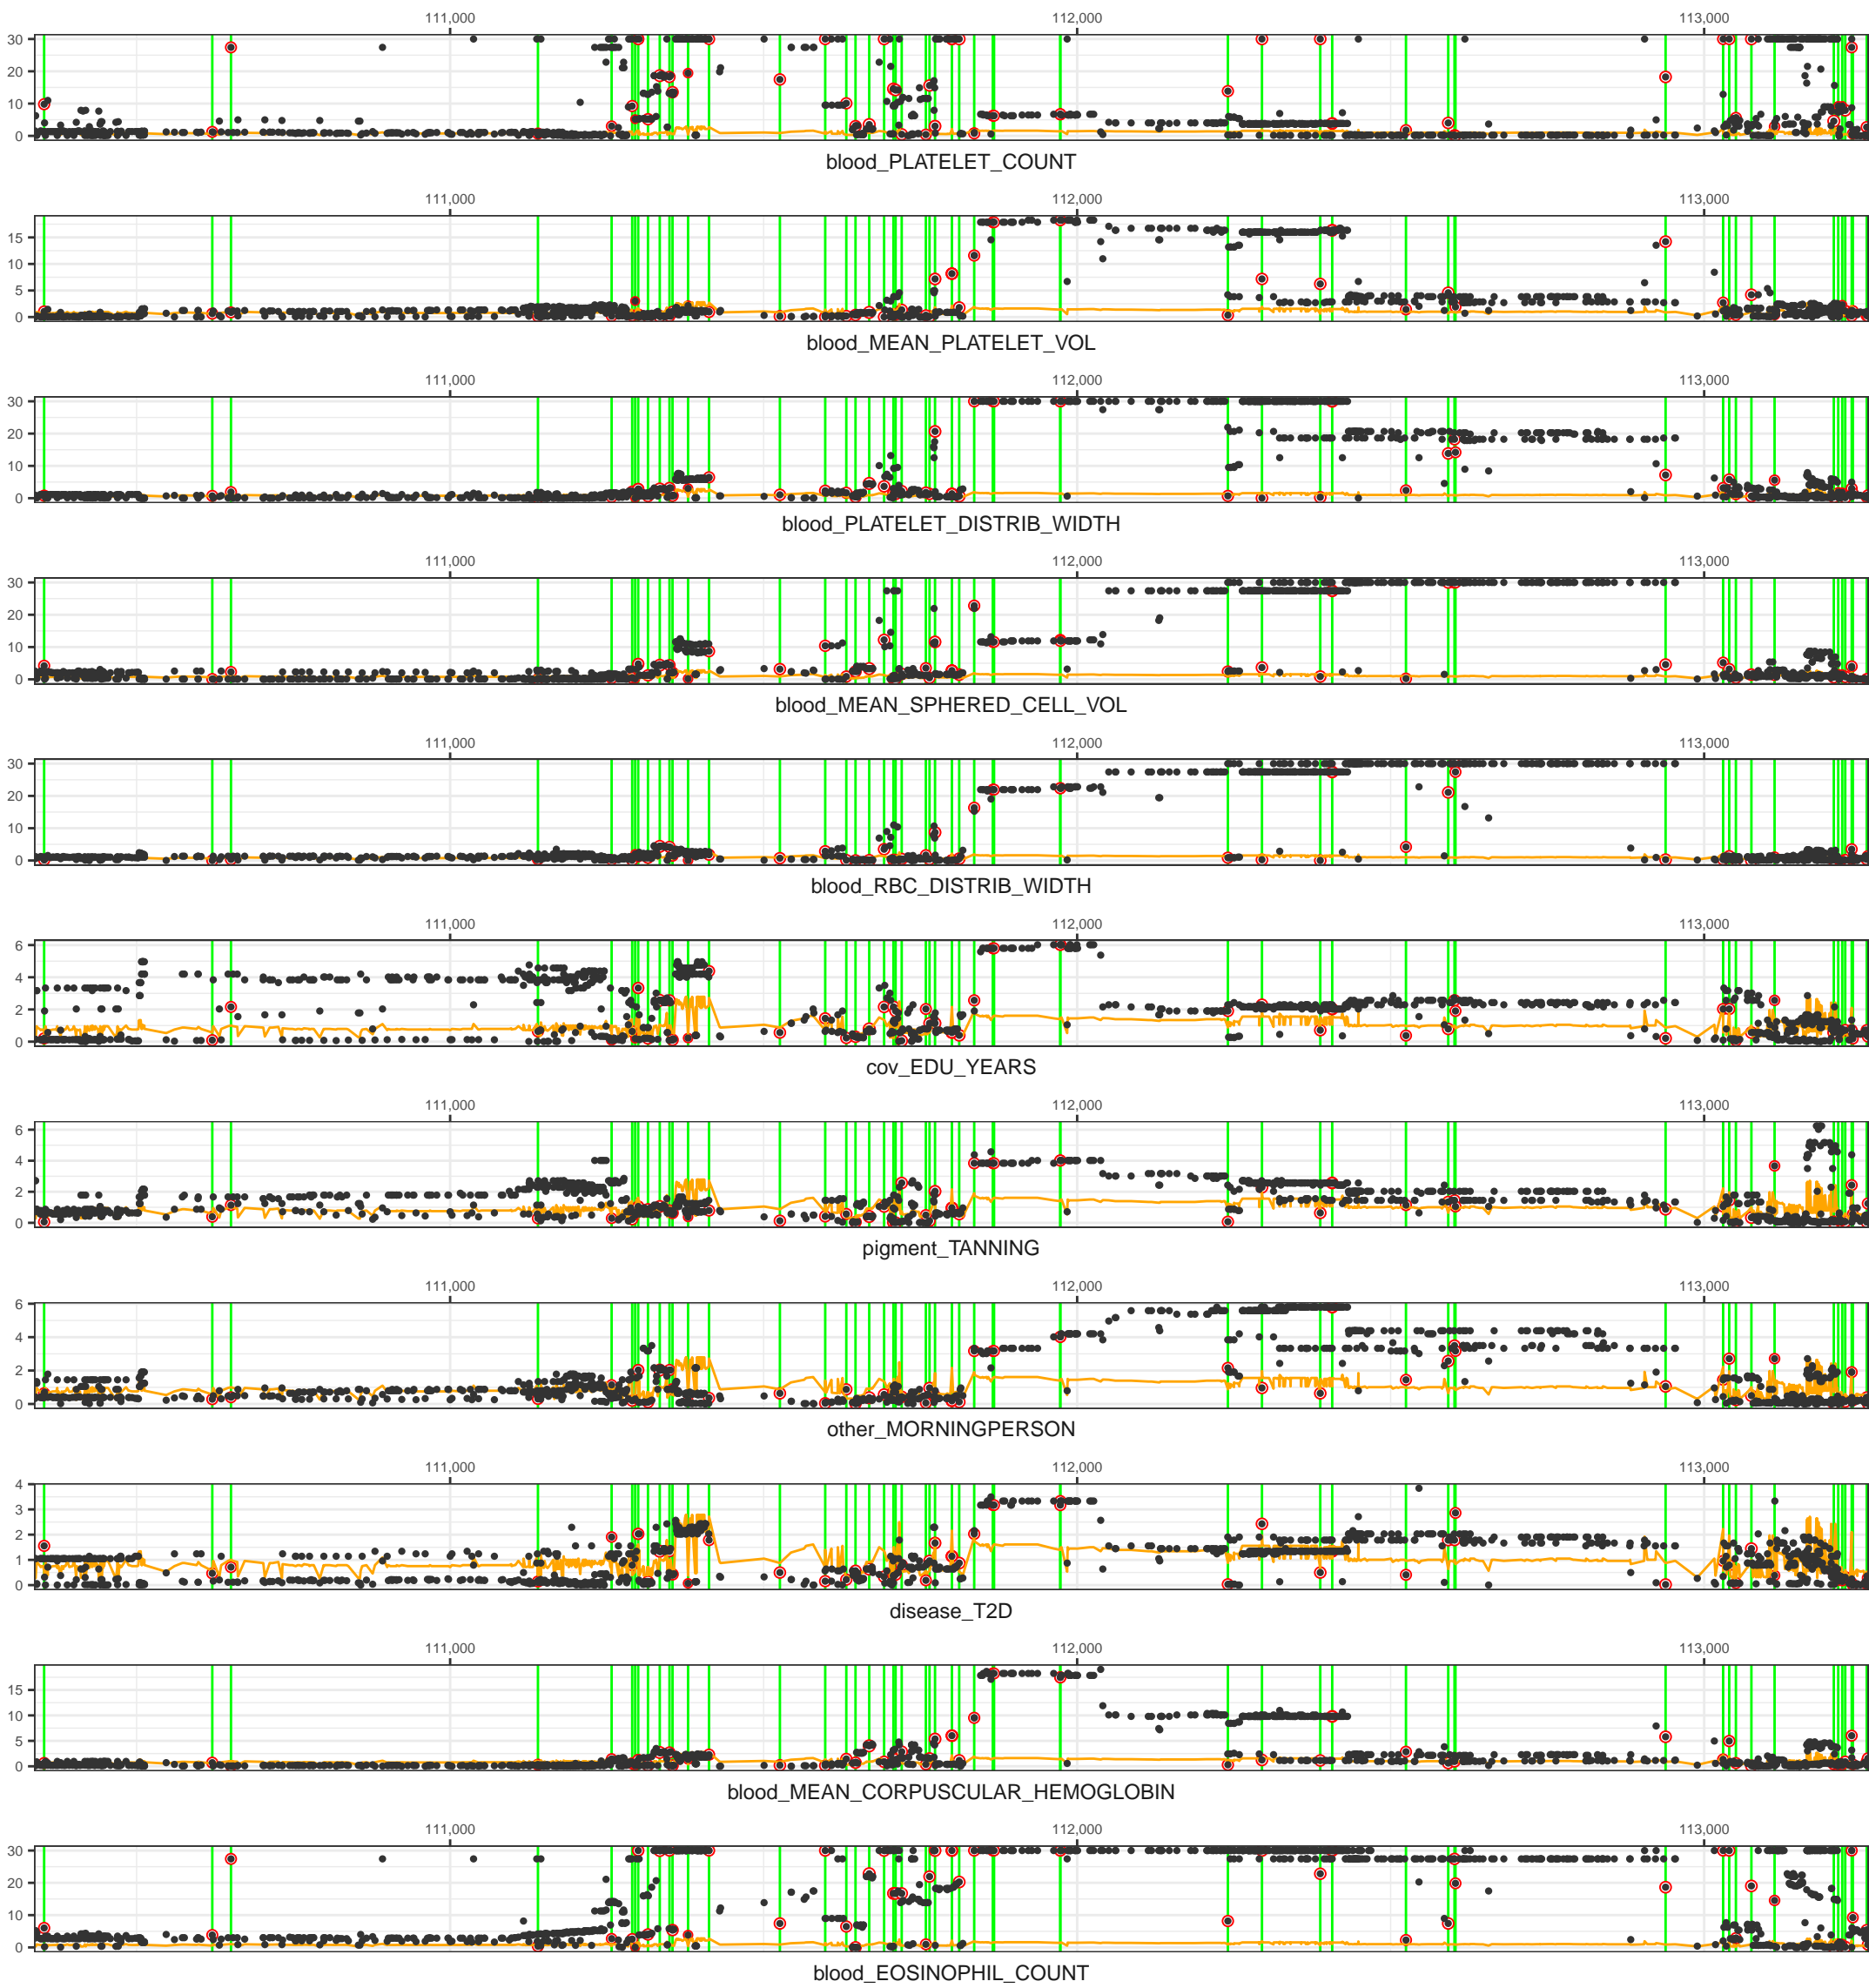 111,000 112,000 113,000
30
20
10
0
blood_PLATELET_COUNT
111,000 112,000 113,000
15
10
5
0
blood_MEAN_PLATELET_VOL
111,000 112,000 113,000
30
20
10
0
blood_PLATELET_DISTRIB_WIDTH
111,000 112,000 113,000
30
20
10
0
blood_MEAN_SPHERED_CELL_VOL
111,000 112,000 113,000
30
20
10
0
blood_RBC_DISTRIB_WIDTH
111,000 112,000 113,000
6
4
2
0
cov_EDU_YEARS
111,000 112,000 113,000
6
4
2
0
pigment_TANNING
111,000 112,000 113,000
6
4
2
0
other_MORNINGPERSON
111,000 112,000 113,000
4
3
2
1
0
disease_T2D
111,000 112,000 113,000
15
10
5
0
blood_MEAN_CORPUSCULAR_HEMOGLOBIN
111,000 112,000 113,000
30
20
10
0
blood_EOSINOPHIL_COUNT